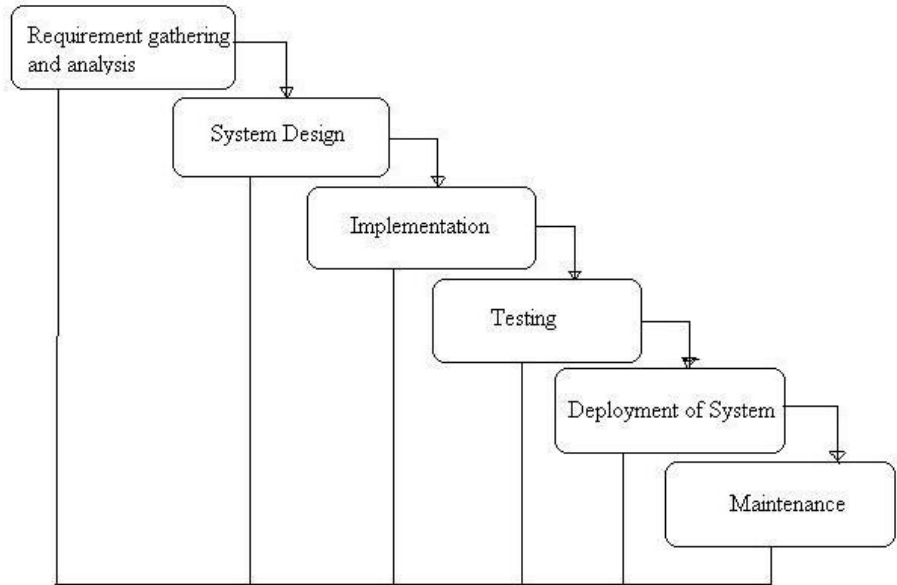 Requirement gathering
and analysis
System Design
Implementation
Testing
Deployment of System
Maintenance